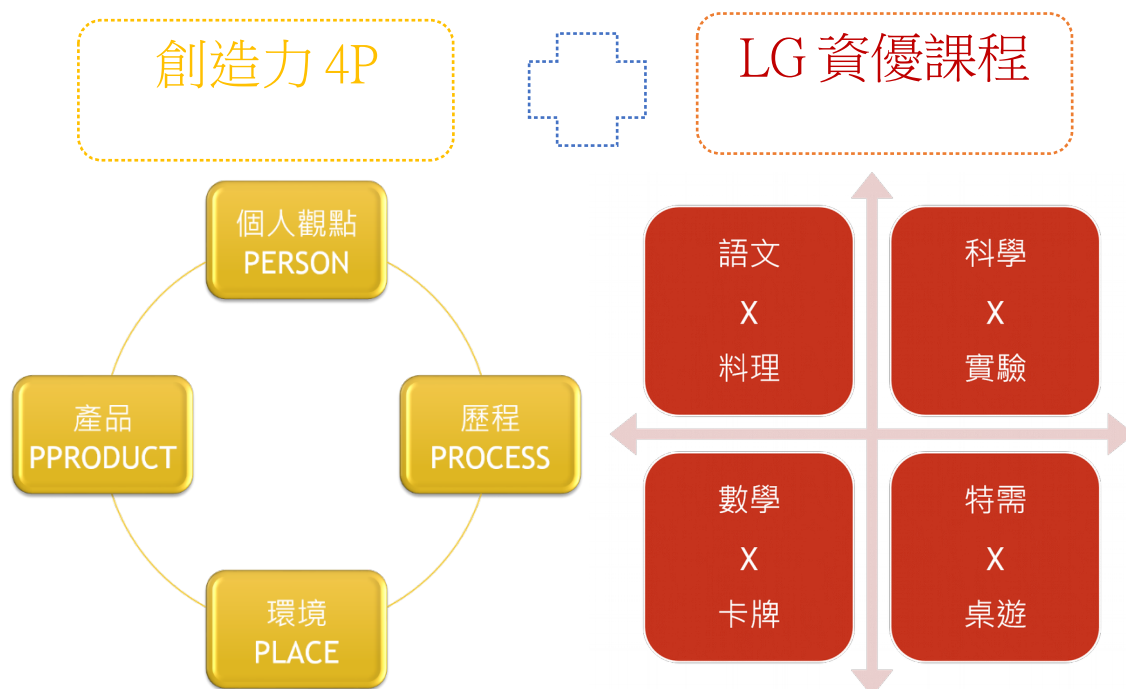 創造力 4P
LG 資優課程
個人觀點
PERSON
歷程
PROCESS
環境
PLACE
產品
PPRODUCT
語文
X
料理
科學
X
實驗
數學
X
卡牌
特需
X
桌遊